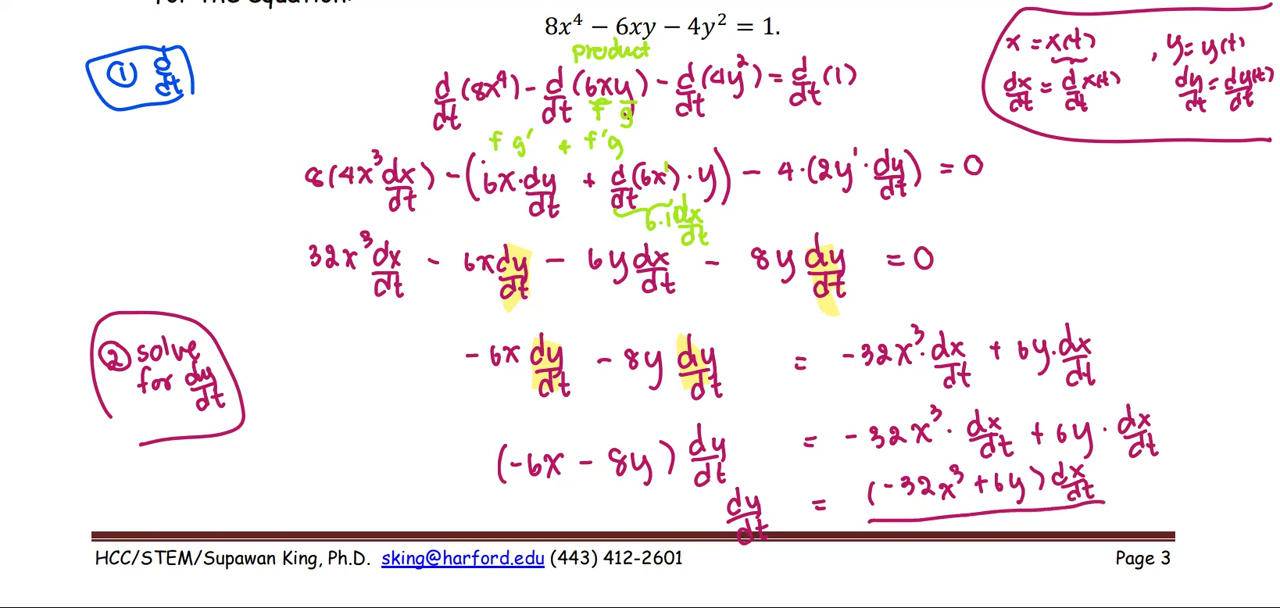 for the equation:
8x⁴ − 6xy − 4y² = 1.
① d/dt
product
d/dt (8x⁴) − d/dt (6xy) − d/dt (4y²) = d/dt (1)
f g
x = x(t) , y = y(t)
dx/dt = d/dt x(t) dy/dt = dy(t)/dt
f g' + f'g
8(4x³ dx/dt) − (6x · dy/dt + d/dt (6x¹) · y) − 4 · (2y¹ · dy/dt) = 0
6·1 dx/dt
32x³ dx/dt − 6x dy/dt − 6y dx/dt − 8y dy/dt = 0
② solve
for dy/dt
−6x dy/dt − 8y dy/dt = −32x³ · dx/dt + 6y · dx/dt
(−6x − 8y) dy/dt = −32x³ · dx/dt + 6y · dx/dt
dy/dt = (−32x³ + 6y) dx/dt
HCC/STEM/Supawan King, Ph.D. sking@harford.edu (443) 412-2601 Page 3